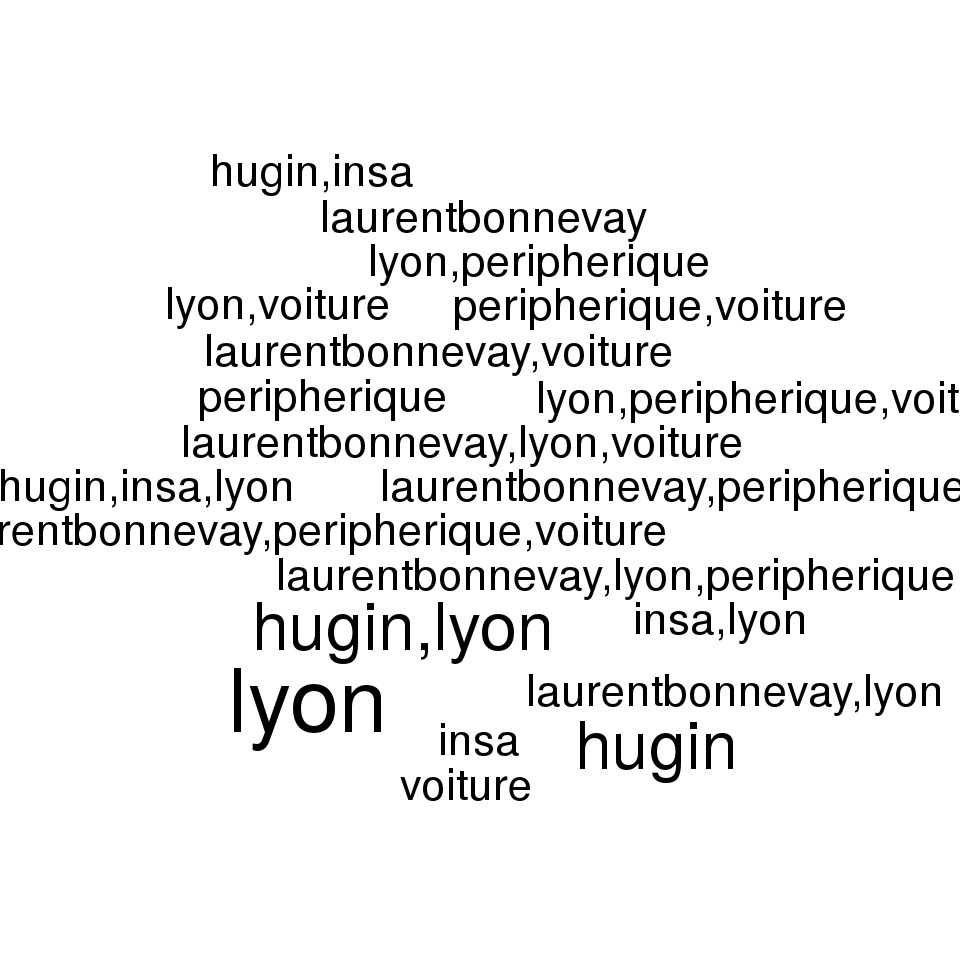 hugin,insa
laurentbonnevay
lyon,peripherique
lyon,voiture peripherique,voiture
laurentbonnevay,voiture
peripherique lyon,peripherique,voit
laurentbonnevay,lyon,voiture
hugin,insa,lyon laurentbonnevay,peripherique
rentbonnevay,peripherique,voiture
laurentbonnevay,lyon,peripherique
hugin,lyon insa,lyon
lyon laurentbonnevay,lyon
insa hugin
voiture